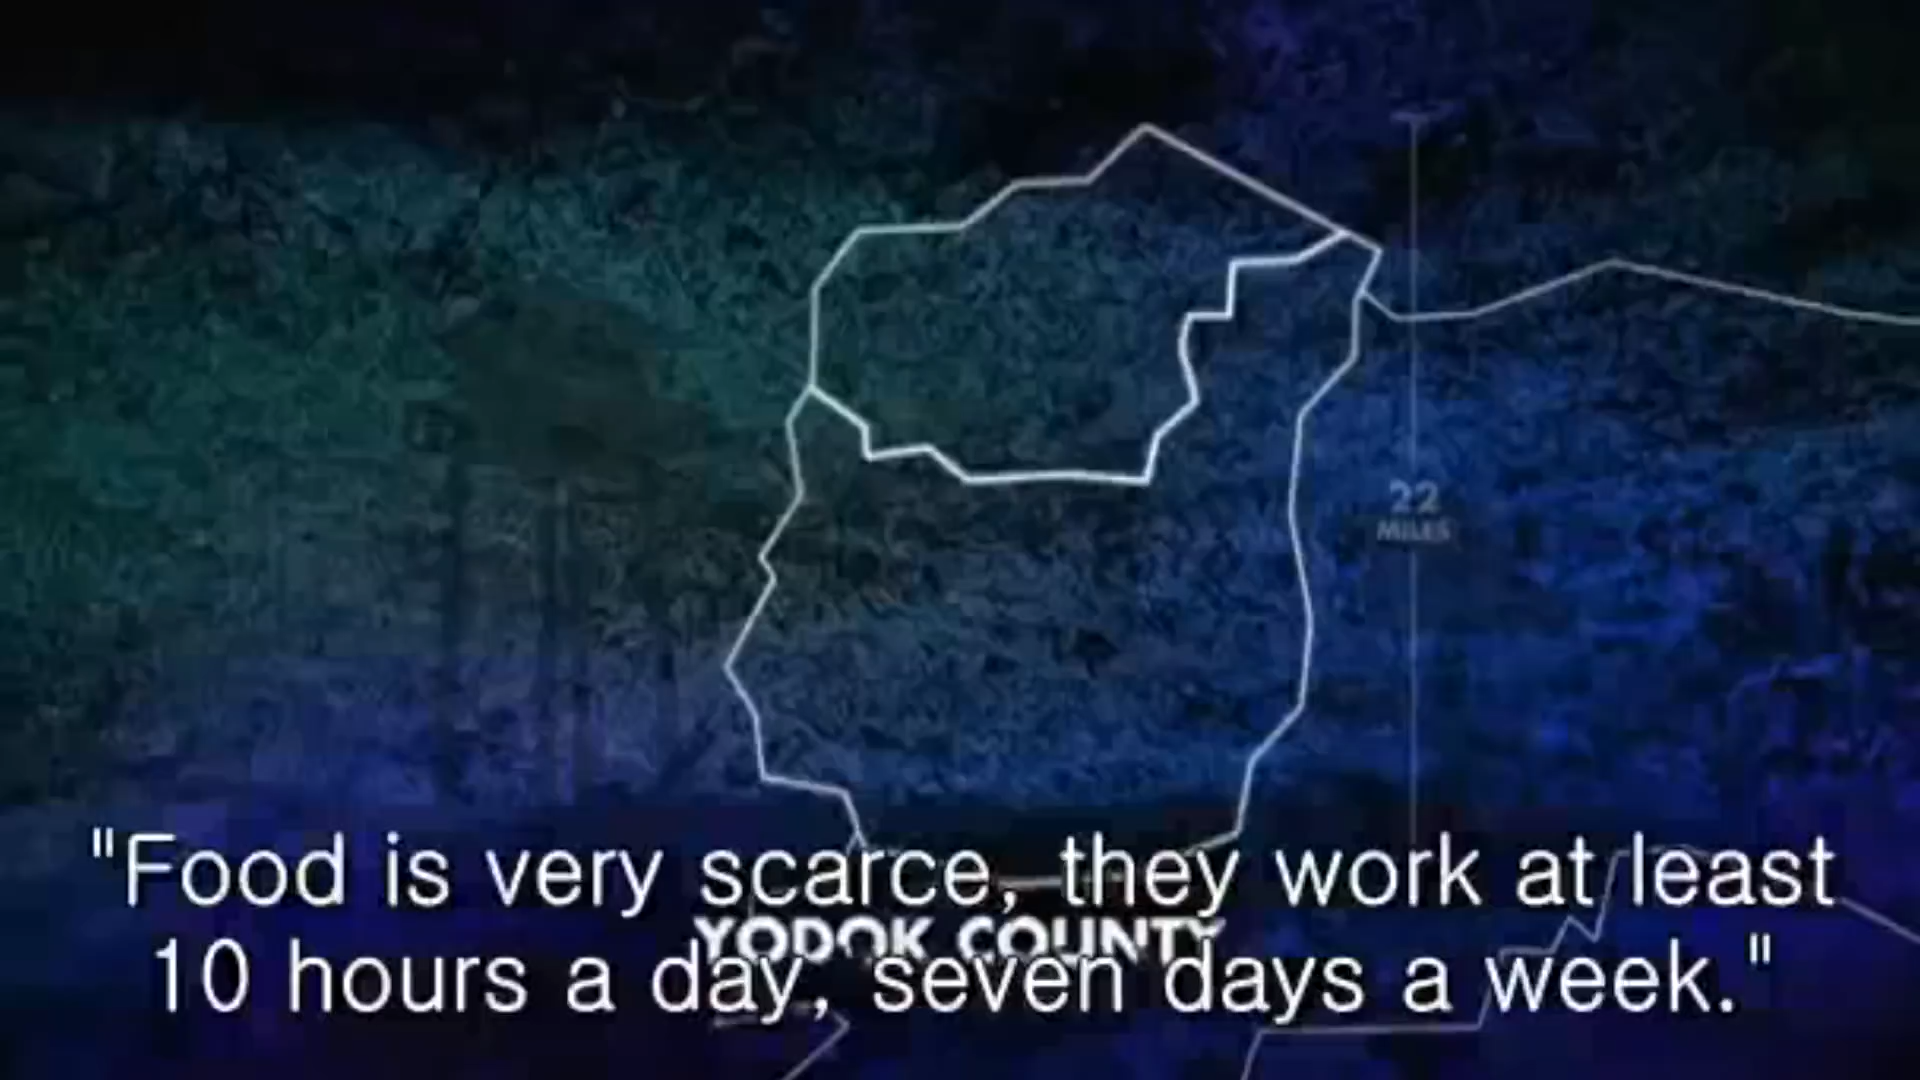 22
MILES
"Food is very scarce, they work at least
YODOK COUNTY
10 hours a day, seven days a week."